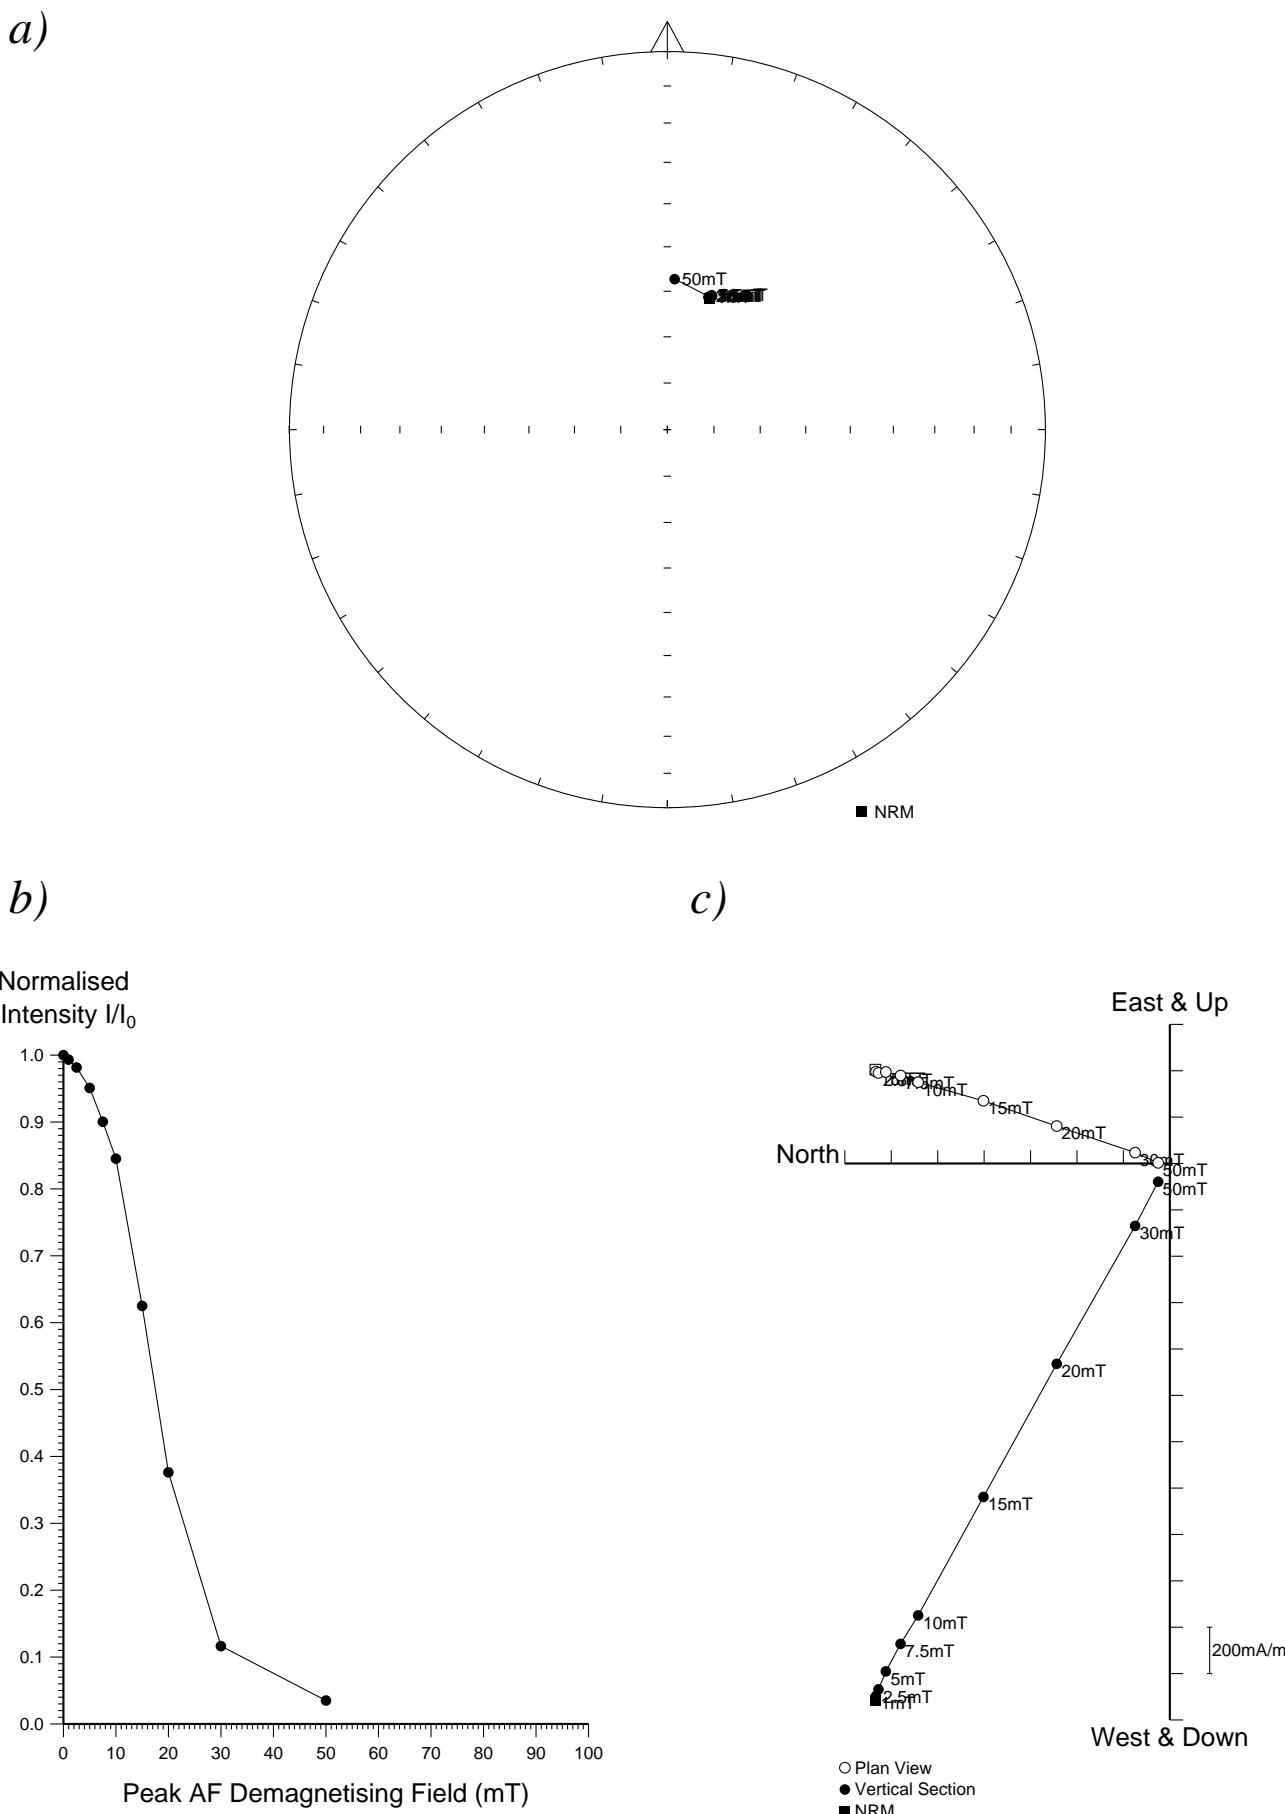 a)
50mT
NRM
b)
c)
Normalised
Intensity I/I0
1.0
0.9
0.8
0.7
0.6
0.5
0.4
0.3
0.2
0.1
0.0
0 10 20 30 40 50 60 70 80 90 100
Peak AF Demagnetising Field (mT)
East & Up
10mT
15mT
20mT
North
30mT
50mT
50mT
30mT
20mT
15mT
10mT
7.5mT
5mT
2.5mT
1mT
200mA/m
West & Down
Plan View
Vertical Section
NRM